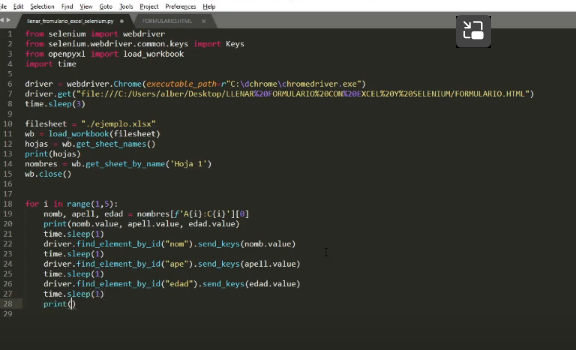 File Edit Selection Find View Goto Tools Project Preferences Help
llenar_fromulario_excel_selenium.py FORMULARIO.HTML
1 from selenium import webdriver
2 from selenium.webdriver.common.keys import Keys
3 from openpyxl import load_workbook
4 import time
5
6 driver = webdriver.Chrome(executable_path=r"C:\dchrome\chromedriver.exe")
7 driver.get("file:///C:/Users/alber/Desktop/LLENAR%20FORMULARIO%20CON%20EXCEL%20Y%20SELENIUM/FORMULARIO.HTML")
8 time.sleep(3)
9
10 filesheet = "./ejemplo.xlsx"
11 wb = load_workbook(filesheet)
12 hojas = wb.get_sheet_names()
13 print(hojas)
14 nombres = wb.get_sheet_by_name('Hoja 1')
15 wb.close()
16
17
18 for i in range(1,5):
19 nomb, apell, edad = nombres[f'A{i}:C{i}'][0]
20 print(nomb.value, apell.value, edad.value)
21 time.sleep(1)
22 driver.find_element_by_id("nom").send_keys(nomb.value)
23 time.sleep(1)
24 driver.find_element_by_id("ape").send_keys(apell.value)
25 time.sleep(1)
26 driver.find_element_by_id("edad").send_keys(edad.value)
27 time.sleep(1)
28 print()
29